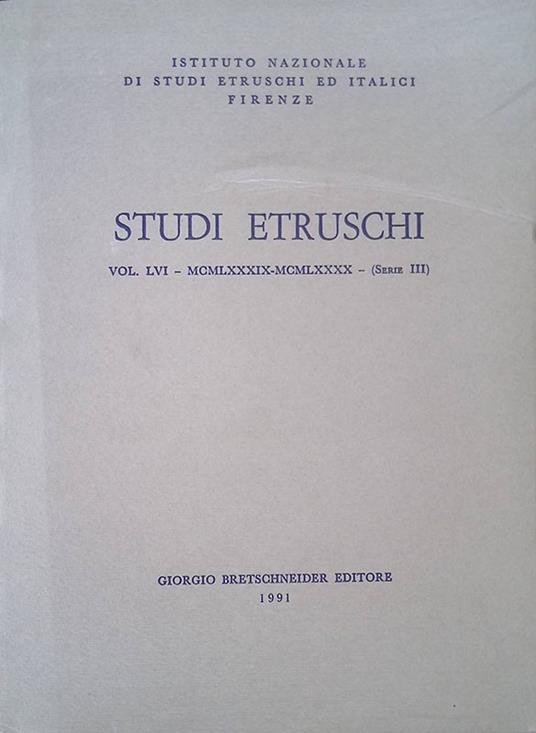 ISTITUTO NAZIONALE
DI STUDI ETRUSCHI ED ITALICI
FIRENZE
STUDI ETRUSCHI
VOL. LVI – MCMLXXXIX-MCMLXXXX – (Serie III)
GIORGIO BRETSCHNEIDER EDITORE
1991